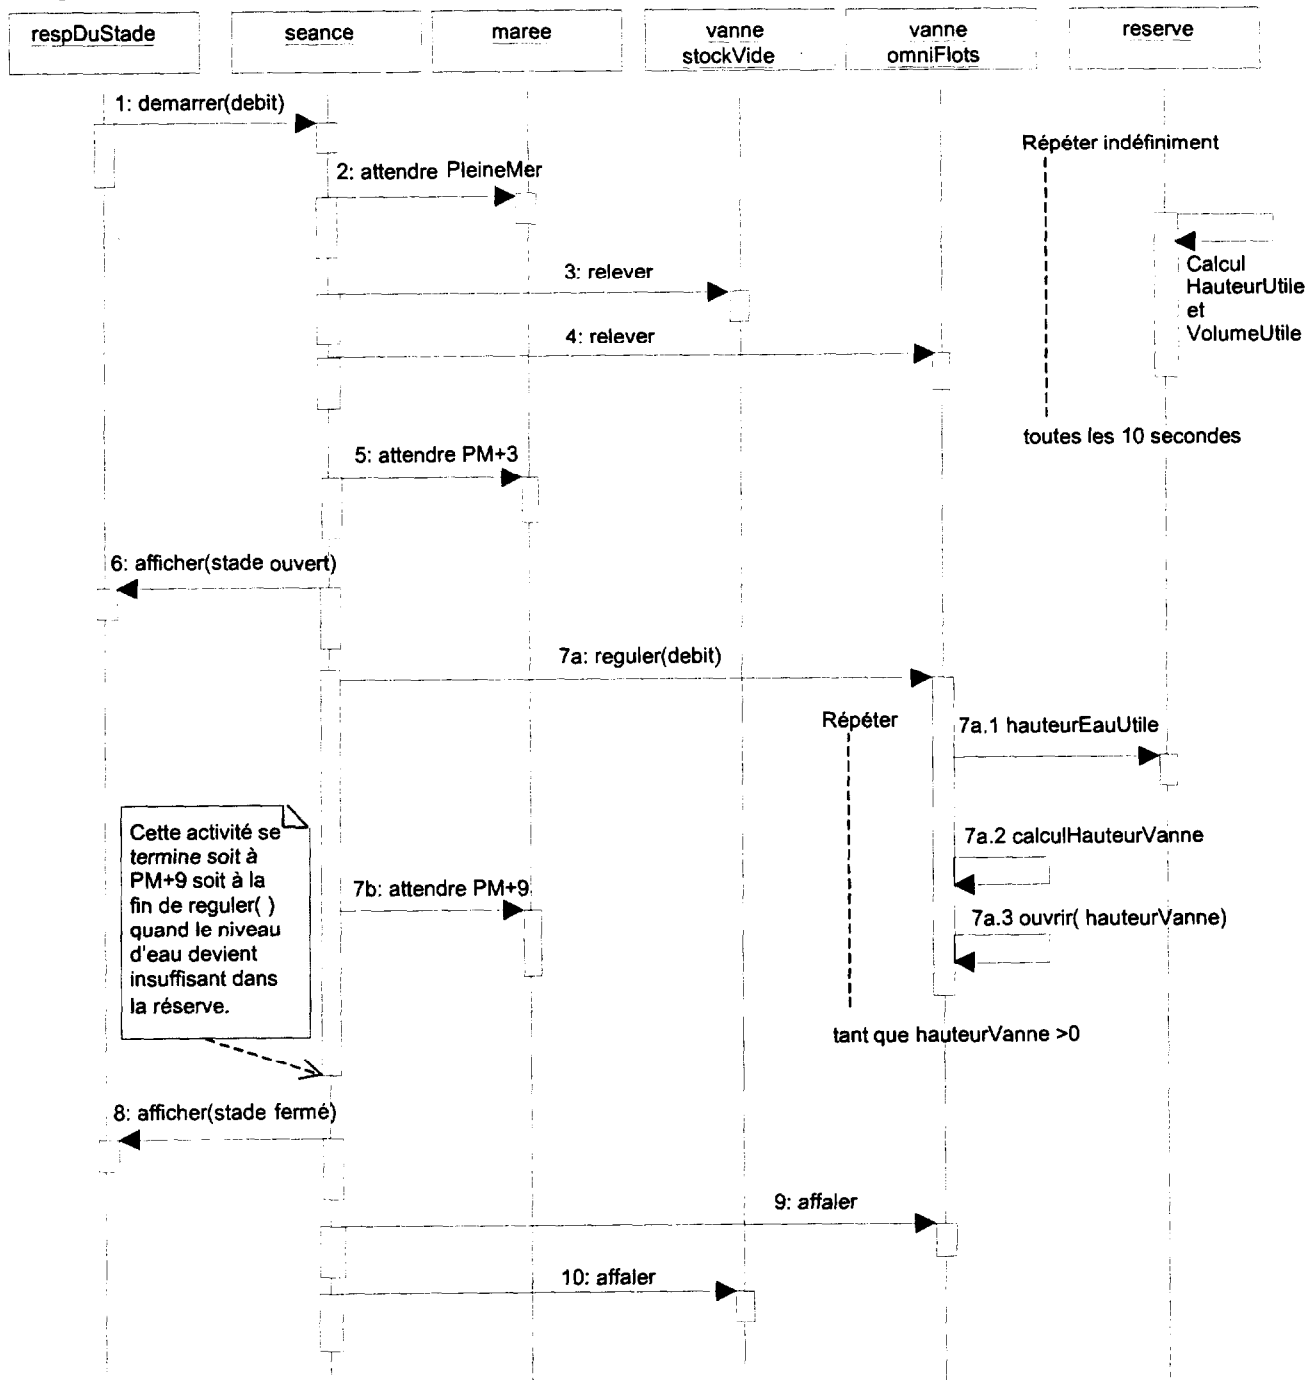 respDuStade
seance
maree
vanne
stockVide
vanne
omniFlots
reserve
1: demarrer(debit)
Répéter indéfiniment
2: attendre PleineMer
Calcul
HauteurUtile
et
VolumeUtile
3: relever
4: relever
toutes les 10 secondes
5: attendre PM+3
6: afficher(stade ouvert)
7a: reguler(debit)
Répéter
7a.1 hauteurEauUtile
Cette activité se
termine soit à
PM+9 soit à la
fin de reguler( )
quand le niveau
d'eau devient
insuffisant dans
la réserve.
7a.2 calculHauteurVanne
7b: attendre PM+9
7a.3 ouvrir( hauteurVanne)
tant que hauteurVanne >0
8: afficher(stade fermé)
9: affaler
10: affaler